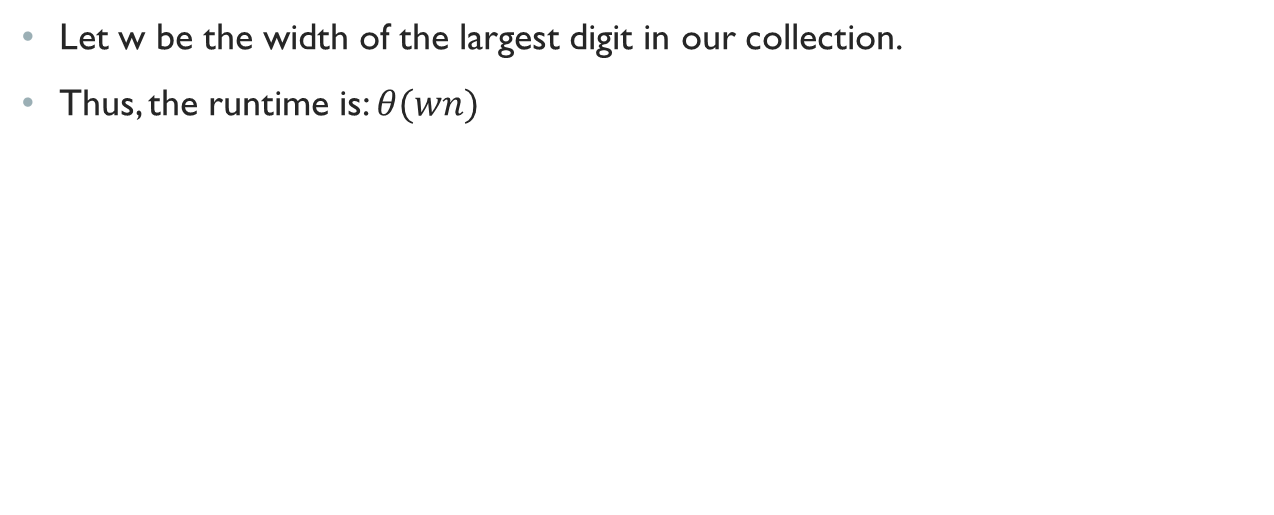 • Let w be the width of the largest digit in our collection.
• Thus, the runtime is: θ(wn)